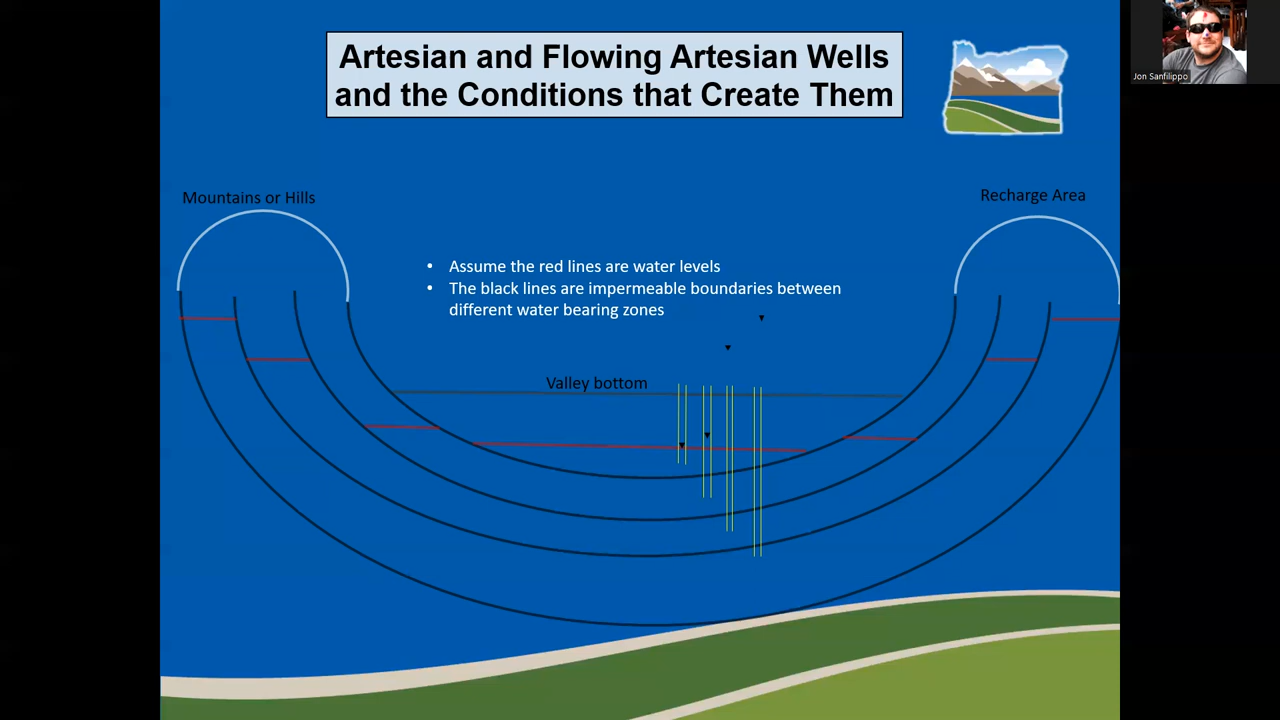 Artesian and Flowing Artesian Wells
and the Conditions that Create Them
Jon Sanfilippo
Mountains or Hills
Recharge Area
• Assume the red lines are water levels
• The black lines are impermeable boundaries between
different water bearing zones
Valley bottom